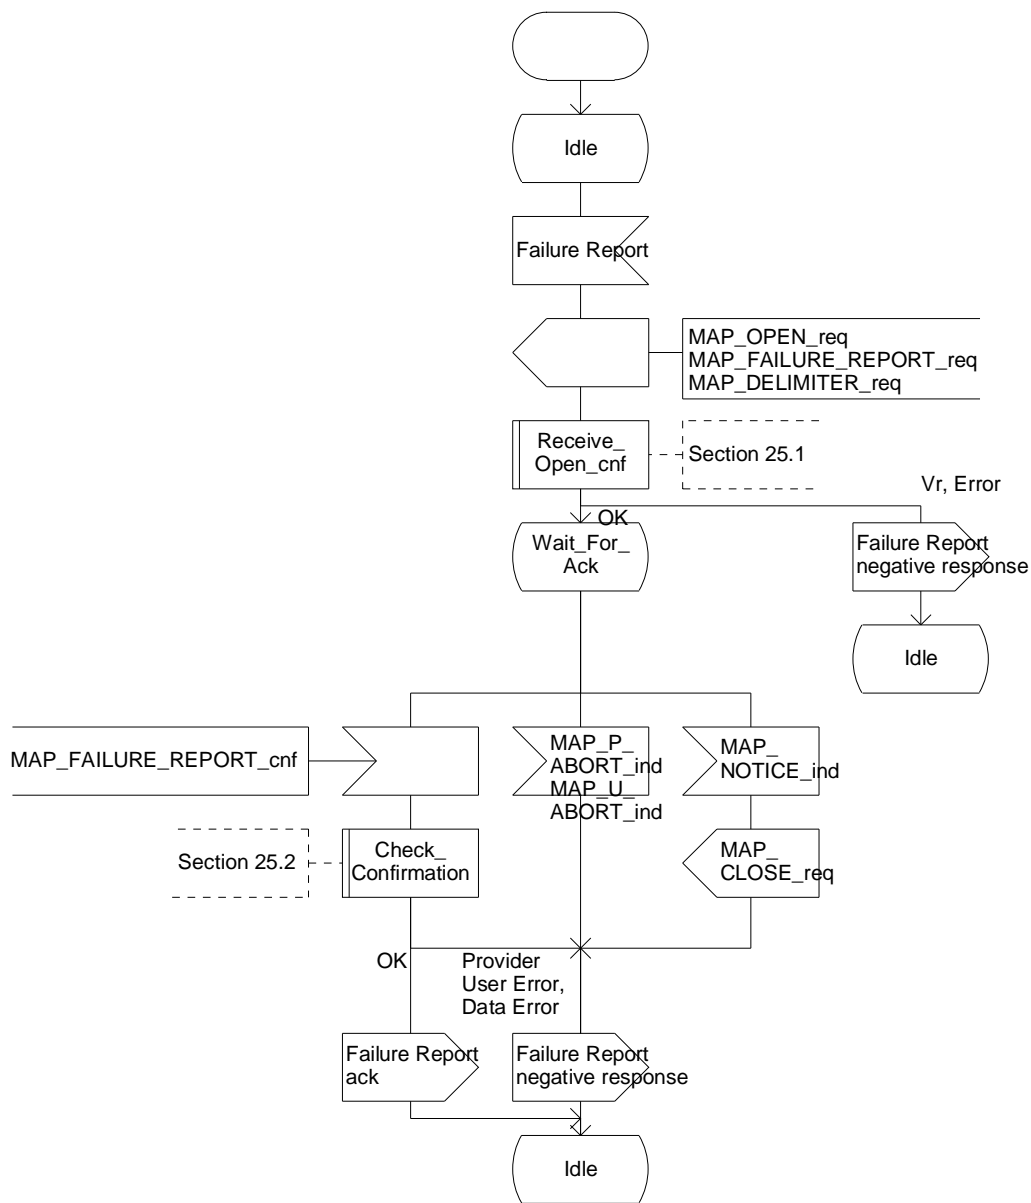 Idle
Failure Report
MAP_OPEN_req
MAP_FAILURE_REPORT_req
MAP_DELIMITER_req
Receive_
Open_cnf
Section 25.1
Vr, Error
OK
Wait_For_
Ack
Failure Report
negative response
Idle
MAP_FAILURE_REPORT_cnf
MAP_P_
ABORT_ind
MAP_U_
ABORT_ind
MAP_
NOTICE_ind
Section 25.2
Check_
Confirmation
MAP_
CLOSE_req
OK
Provider
User Error,
Data Error
Failure Report
ack
Failure Report
negative response
Idle